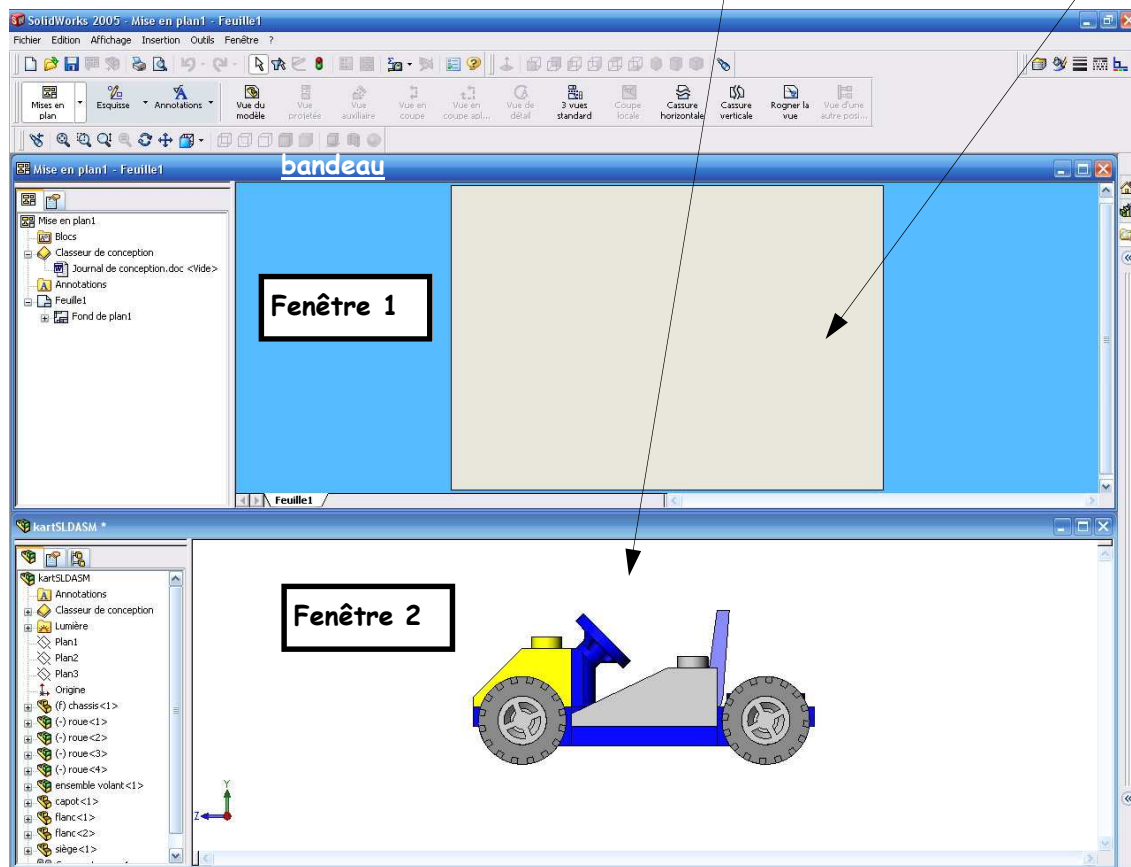 SolidWorks 2005 - Mise en plan1 - Feuille1
Fichier Edition Affichage Insertion Outils Fenêtre ?
Mises en plan
Esquisse
Annotations
Vue du modèle
Vue projetée
Vue auxiliaire
Vue en coupe
Vue en coupe apl...
Vue de détail
3 vues standard
Coupe locale
Cassure horizontale
Cassure verticale
Rogner la vue
Vue d'une autre posi...
bandeau
Mise en plan1 - Feuille1
Mise en plan1
Blocs
Classeur de conception
Journal de conception.doc <Vide>
Annotations
Feuille1
Fond de plan1
Fenêtre 1
Feuille1
kartSLDASM *
kartSLDASM
Annotations
Classeur de conception
Lumière
Plan1
Plan2
Plan3
Origine
(f) chassis<1>
(-) roue<1>
(-) roue<2>
(-) roue<3>
(-) roue<4>
ensemble volant<1>
capot<1>
flanc<1>
flanc<2>
siège<1>
Fenêtre 2
Y
Z